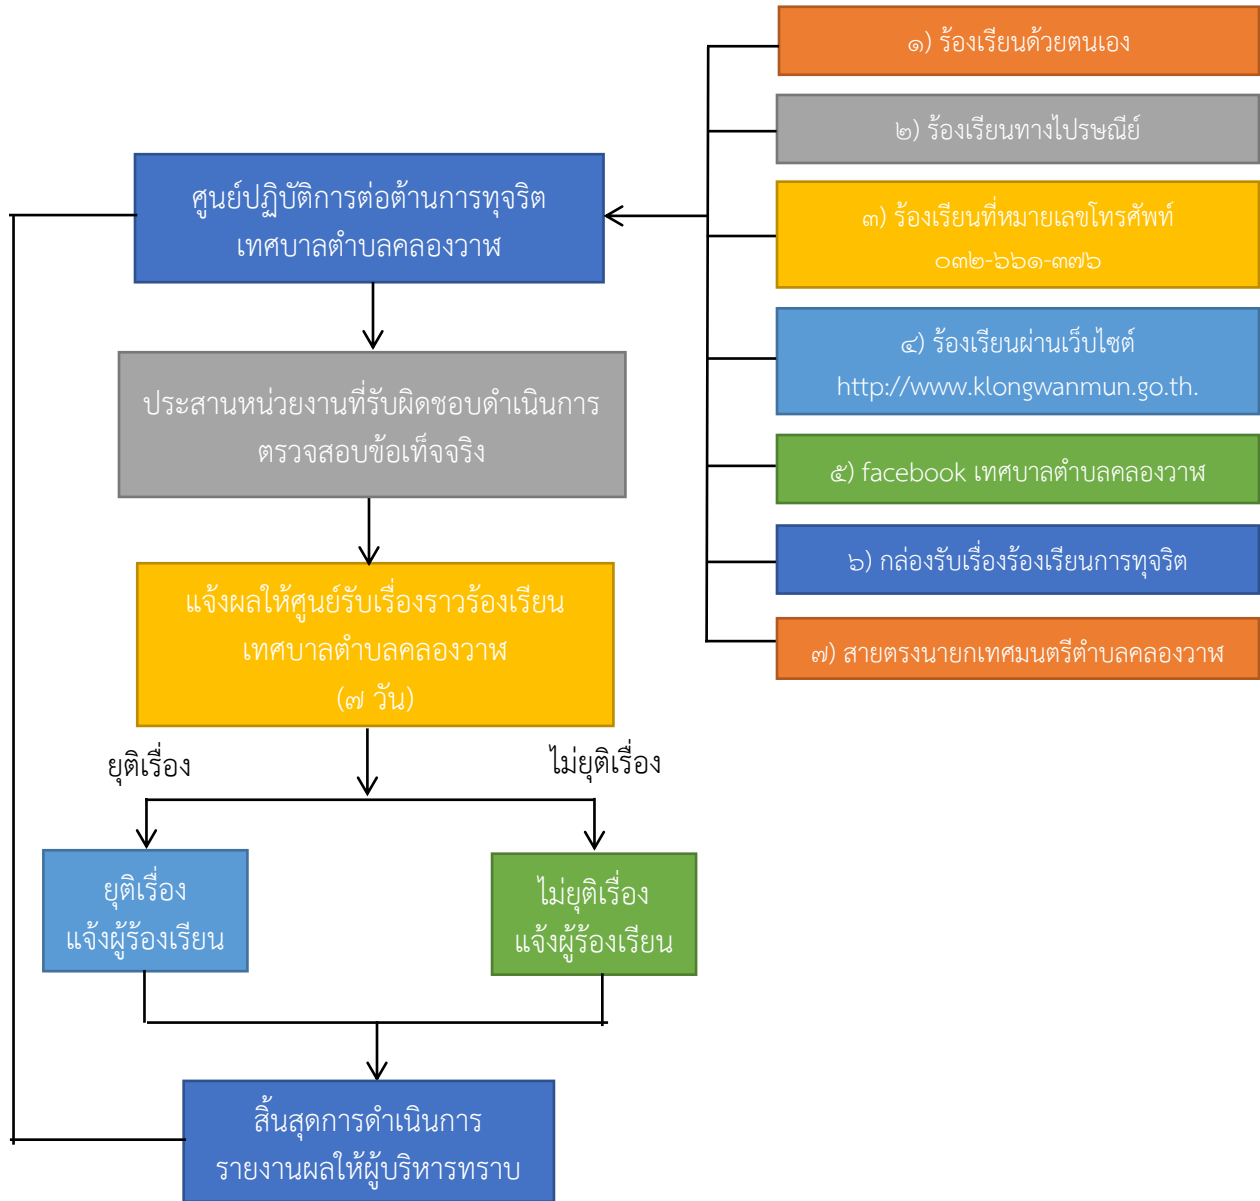 ๑) ร้องเรียนด้วยตนเอง
๒) ร้องเรียนทางไปรษณีย์
๓) ร้องเรียนที่หมายเลขโทรศัพท์
๐๓๒-๖๖๑-๓๗๖
๔) ร้องเรียนผ่านเว็บไซต์
http://www.klongwanmun.go.th.
๕) facebook เทศบาลตำบลคลองวาฬ
๖) กล่องรับเรื่องร้องเรียนการทุจริต
๗) สายตรงนายกเทศมนตรีตำบลคลองวาฬ
ศูนย์ปฏิบัติการต่อต้านการทุจริต
เทศบาลตำบลคลองวาฬ
ประสานหน่วยงานที่รับผิดชอบดำเนินการ
ตรวจสอบข้อเท็จจริง
แจ้งผลให้ศูนย์รับเรื่องราวร้องเรียน
เทศบาลตำบลคลองวาฬ
(๗ วัน)
ยุติเรื่อง
ไม่ยุติเรื่อง
ยุติเรื่อง
แจ้งผู้ร้องเรียน
ไม่ยุติเรื่อง
แจ้งผู้ร้องเรียน
สิ้นสุดการดำเนินการ
รายงานผลให้ผู้บริหารทราบ